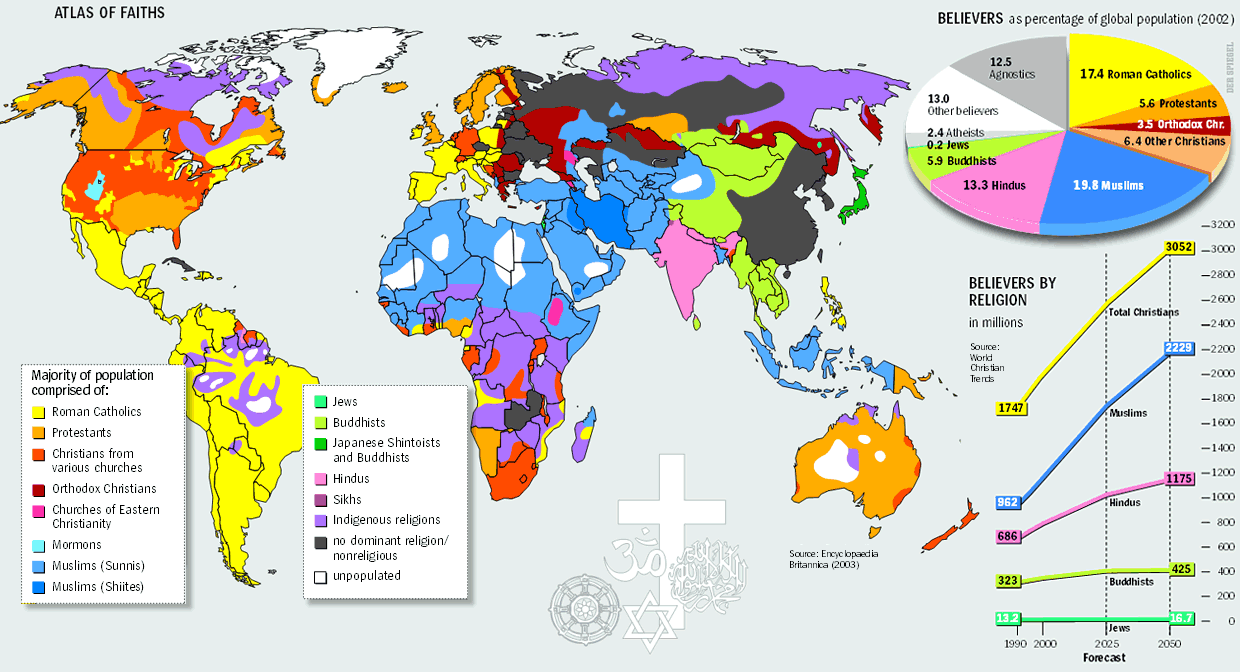 ATLAS OF FAITHS
BELIEVERS as percentage of global population (2002)
DER SPIEGEL
12.5
Agnostics
17.4 Roman Catholics
13.0
Other believers
5.6 Protestants
3.5 Orthodox Chr.
2.4 Atheists
0.2 Jews
6.4 Other Christians
5.9 Buddhists
13.3 Hindus
19.8 Muslims
BELIEVERS BY
RELIGION
in millions
Source:
World
Christian
Trends
3200
3000
2800
2600
2400
2200
2000
1800
1600
1400
1200
1000
800
600
400
200
0
3052
Total Christians
1747
2229
Muslims
962
1175
Hindus
686
425
Buddhists
323
13.2
16.7
Jews
1990 2000 2025 2050
Forecast
Majority of population
comprised of:
Roman Catholics
Protestants
Christians from
various churches
Orthodox Christians
Churches of Eastern
Christianity
Mormons
Muslims (Sunnis)
Muslims (Shiites)
Jews
Buddhists
Japanese Shintoists
and Buddhists
Hindus
Sikhs
Indigenous religions
no dominant religion/
nonreligious
unpopulated
ॐ
Source: Encyclopaedia
Britannica (2003)